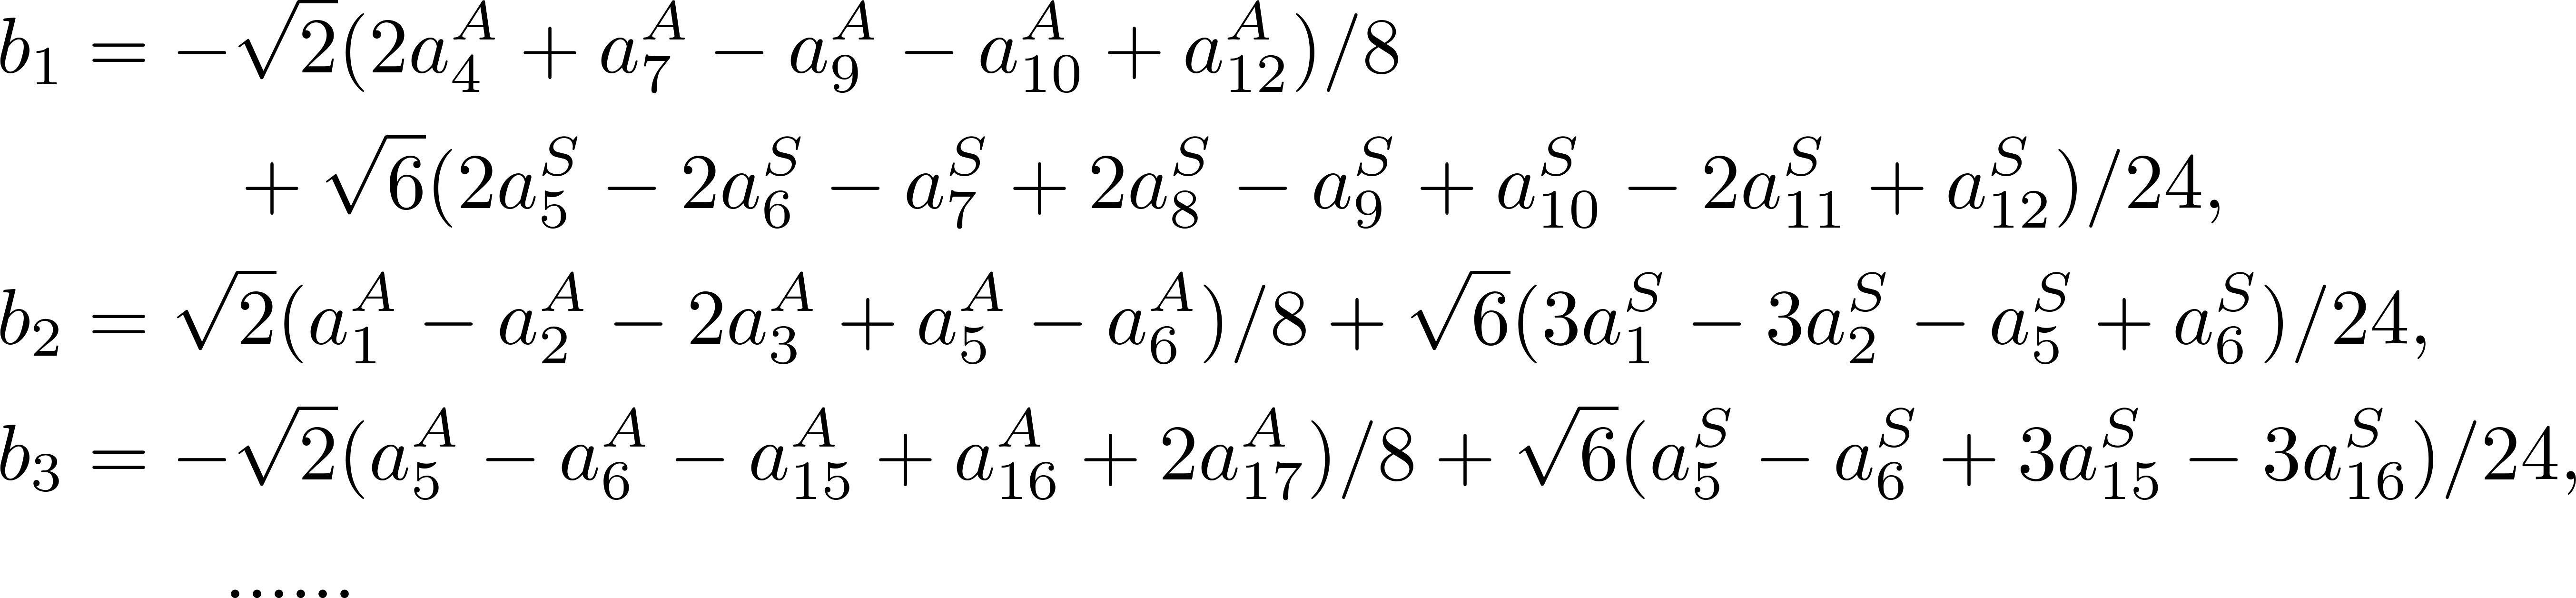 b_1 = -\sqrt{2}(2a_4^A + a_7^A - a_9^A - a_{10}^A + a_{12}^A)/8
+ \sqrt{6}(2a_5^S - 2a_6^S - a_7^S + 2a_8^S - a_9^S + a_{10}^S - 2a_{11}^S + a_{12}^S)/24,
b_2 = \sqrt{2}(a_1^A - a_2^A - 2a_3^A + a_5^A - a_6^A)/8 + \sqrt{6}(3a_1^S - 3a_2^S - a_5^S + a_6^S)/24,
b_3 = -\sqrt{2}(a_5^A - a_6^A - a_{15}^A + a_{16}^A + 2a_{17}^A)/8 + \sqrt{6}(a_5^S - a_6^S + 3a_{15}^S - 3a_{16}^S)/24,
......